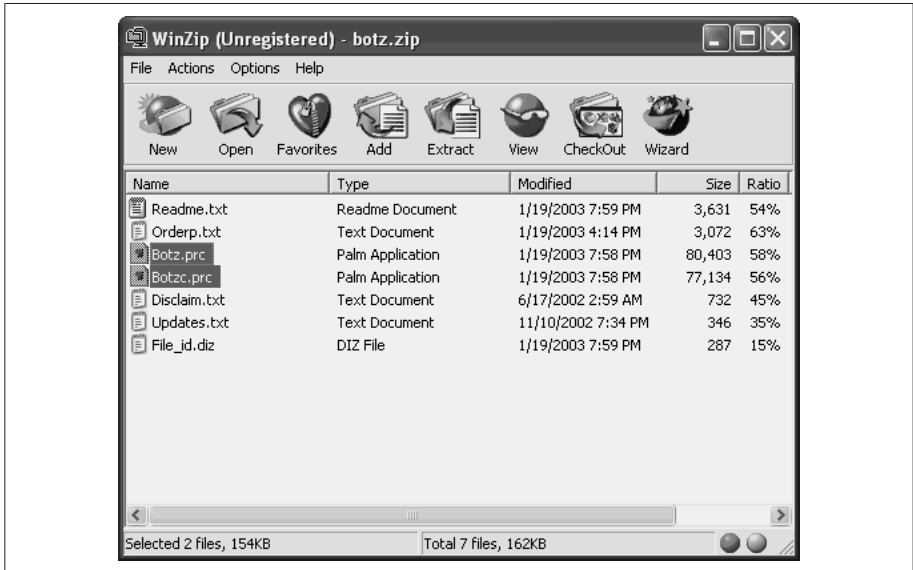 WinZip (Unregistered) - botz.zip
File Actions Options Help
New Open Favorites Add Extract View CheckOut Wizard
Name Type Modified Size Ratio
Readme.txt Readme Document 1/19/2003 7:59 PM 3,631 54%
Orderp.txt Text Document 1/19/2003 4:14 PM 3,072 63%
Botz.prc Palm Application 1/19/2003 7:58 PM 80,403 58%
Botzc.prc Palm Application 1/19/2003 7:58 PM 77,134 56%
Disclaim.txt Text Document 6/17/2002 2:59 AM 732 45%
Updates.txt Text Document 11/10/2002 7:34 PM 346 35%
File_id.diz DIZ File 1/19/2003 7:59 PM 287 15%
Selected 2 files, 154KB Total 7 files, 162KB